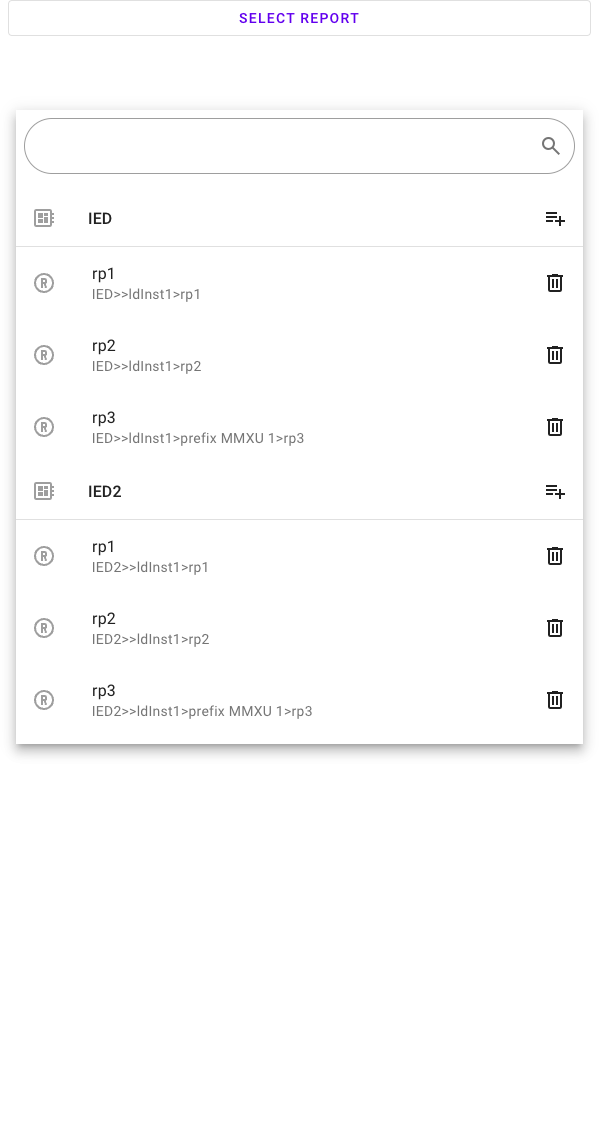 SELECT REPORT
IED
rp1
IED>>ldInst1>rp1
rp2
IED>>ldInst1>rp2
rp3
IED>>ldInst1>prefix MMXU 1>rp3
IED2
rp1
IED2>>ldInst1>rp1
rp2
IED2>>ldInst1>rp2
rp3
IED2>>ldInst1>prefix MMXU 1>rp3